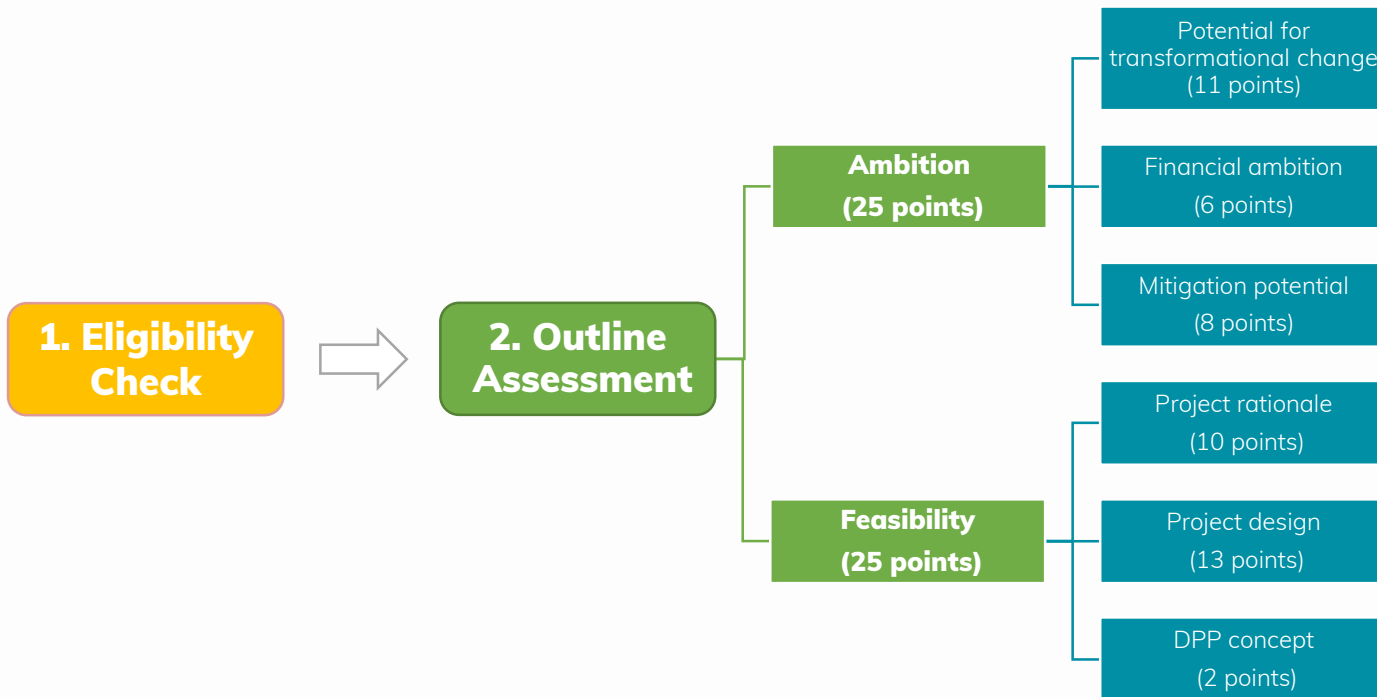 1. Eligibility
Check
2. Outline
Assessment
Ambition
(25 points)
Potential for
transformational change
(11 points)
Financial ambition
(6 points)
Mitigation potential
(8 points)
Feasibility
(25 points)
Project rationale
(10 points)
Project design
(13 points)
DPP concept
(2 points)